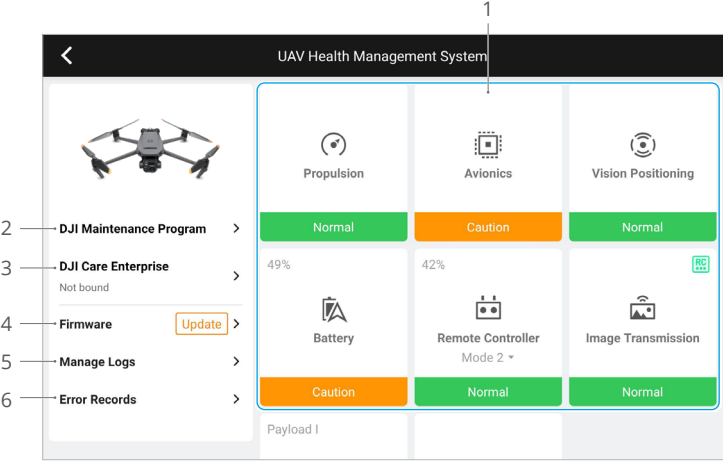 1
UAV Health Management System
Propulsion
Normal
Avionics
Caution
Vision Positioning
Normal
2
DJI Maintenance Program
3
DJI Care Enterprise
Not bound
4
Firmware
Update
5
Manage Logs
6
Error Records
49%
Battery
Caution
42%
Remote Controller
Mode 2
Normal
RC
Image Transmission
Normal
Payload I